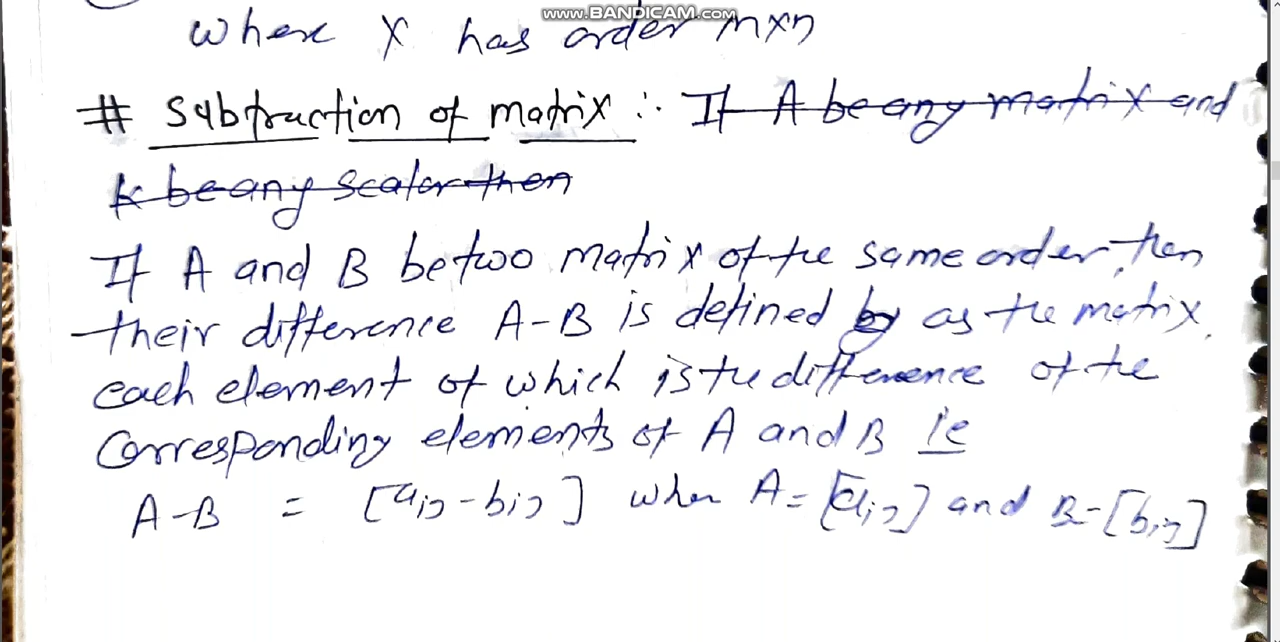 www.BANDICAM.com
where X has order m×n
# Subtraction of matrix :- If A be any matrix and
k be any scalar then
If A and B be two matrix of the same order, then
their difference A-B is defined by as the matrix
each element of which is the difference of the
corresponding elements of A and B ie
A-B = [aij - bij] when A = [aij] and B = [bij]